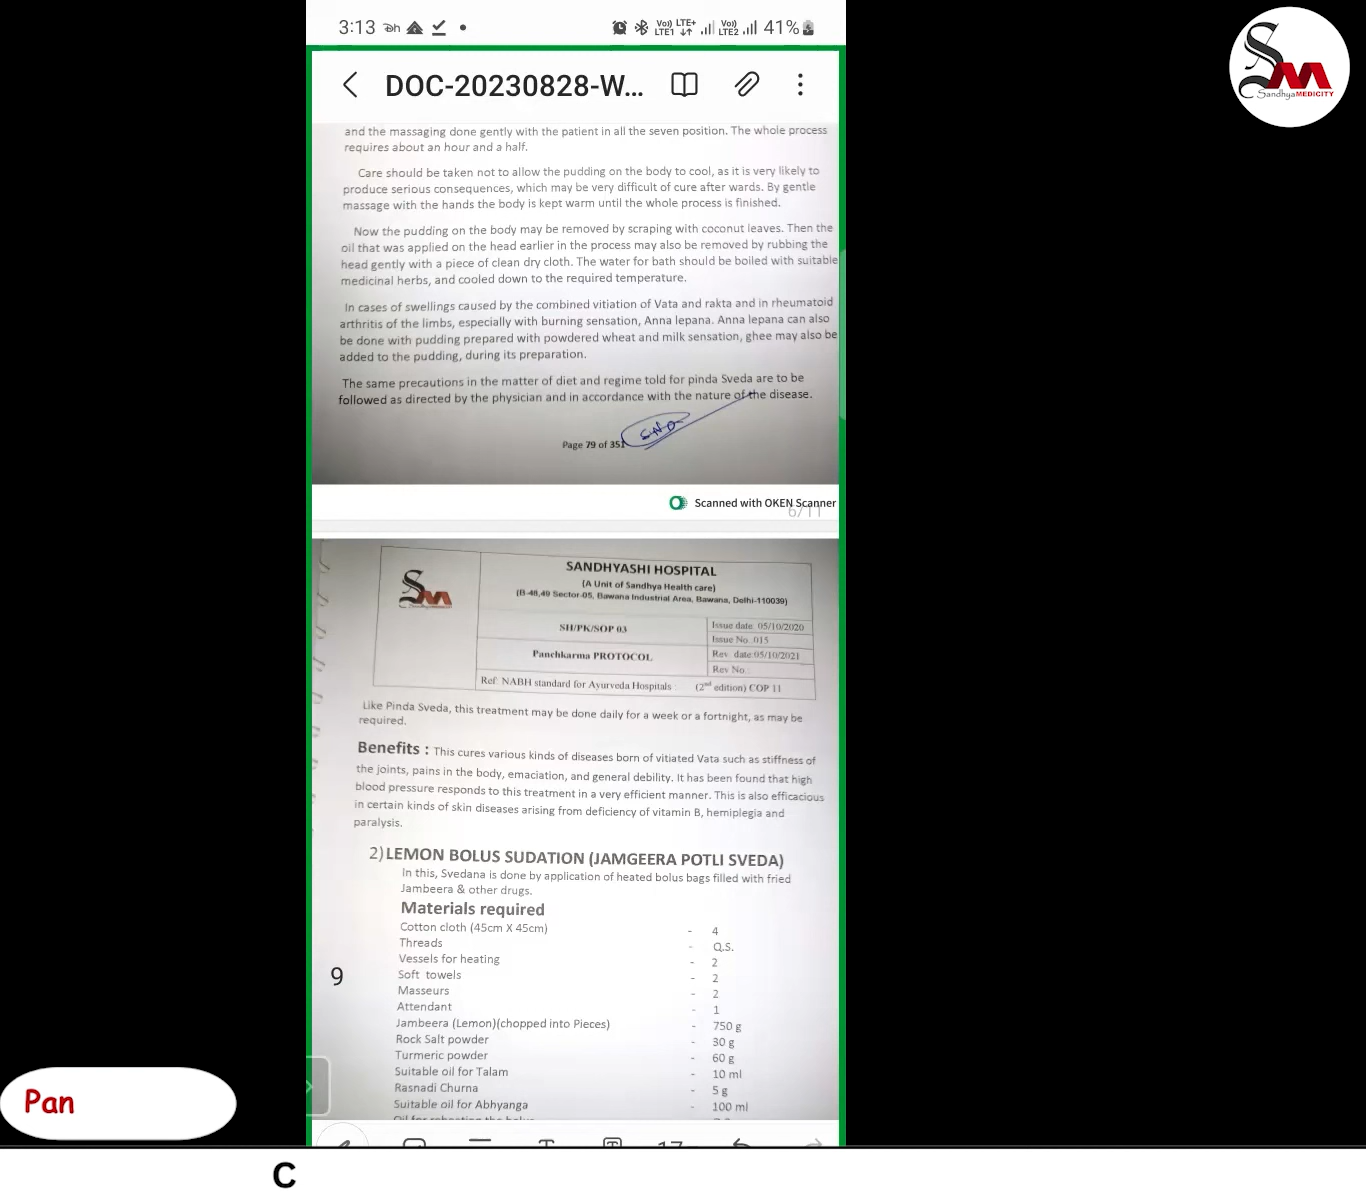 3:13
Vo)) LTE+ Vo)) 41%
LTE1 LTE2
DOC-20230828-W...
Sandhya MEDICITY
and the massaging done gently with the patient in all the seven position. The whole process
requires about an hour and a half.
Care should be taken not to allow the pudding on the body to cool, as it is very likely to
produce serious consequences, which may be very difficult of cure after wards. By gentle
massage with the hands the body is kept warm until the whole process is finished.
Now the pudding on the body may be removed by scraping with coconut leaves. Then the
oil that was applied on the head earlier in the process may also be removed by rubbing the
head gently with a piece of clean dry cloth. The water for bath should be boiled with suitable
medicinal herbs, and cooled down to the required temperature.
In cases of swellings caused by the combined vitiation of Vata and rakta and in rheumatoid
arthritis of the limbs, especially with burning sensation, Anna lepana. Anna lepana can also
be done with pudding prepared with powdered wheat and milk sensation, ghee may also be
added to the pudding, during its preparation.
The same precautions in the matter of diet and regime told for pinda Sveda are to be
followed as directed by the physician and in accordance with the nature of the disease.
Page 79 of 351
Scanned with OKEN Scanner
6/11
SANDHYASHI HOSPITAL
(A Unit of Sandhya Health care)
(B-48,49 Sector-05, Bawana Industrial Area, Bawana, Delhi-110039)
SH/PK/SOP 03
Issue date: 05/10/2020
Issue No. 015
Panchkarma PROTOCOL
Rev. date:05/10/2021
Rev No.
Ref: NABH standard for Ayurveda Hospitals (2nd edition) COP 11
Like Pinda Sveda, this treatment may be done daily for a week or a fortnight, as may be
required.
Benefits : This cures various kinds of diseases born of vitiated Vata such as stiffness of
the joints, pains in the body, emaciation, and general debility. It has been found that high
blood pressure responds to this treatment in a very efficient manner. This is also efficacious
in certain kinds of skin diseases arising from deficiency of vitamin B, hemiplegia and
paralysis.
2) LEMON BOLUS SUDATION (JAMGEERA POTLI SVEDA)
In this, Svedana is done by application of heated bolus bags filled with fried
Jambeera & other drugs.
Materials required
Cotton cloth (45cm X 45cm) - 4
Threads - Q.S.
Vessels for heating - 2
Soft towels - 2
Masseurs - 2
Attendant - 1
Jambeera (Lemon)(chopped into Pieces) - 750 g
Rock Salt powder - 30 g
Turmeric powder - 60 g
Suitable oil for Talam - 10 ml
Rasnadi Churna - 5 g
Suitable oil for Abhyanga - 100 ml
9
Pan
C